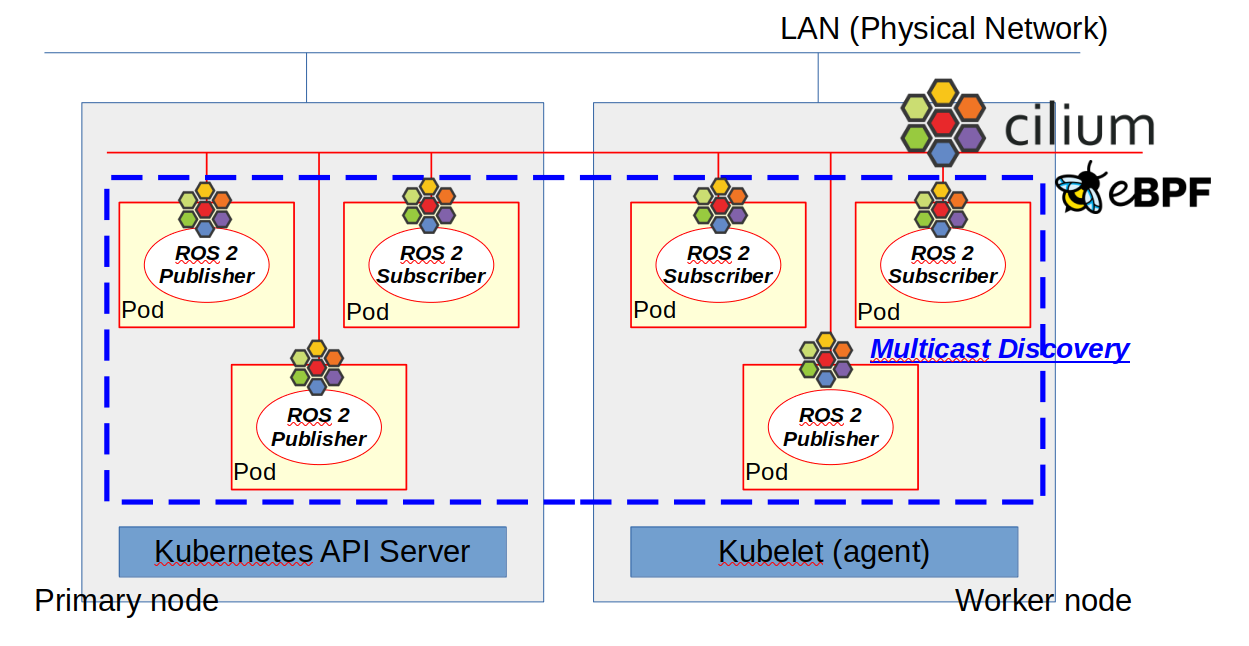 LAN (Physical Network)
cilium
eBPF
ROS 2
Publisher
Pod
ROS 2
Subscriber
Pod
ROS 2
Subscriber
Pod
ROS 2
Subscriber
Pod
Multicast Discovery
ROS 2
Publisher
Pod
ROS 2
Publisher
Pod
Kubernetes API Server
Kubelet (agent)
Primary node
Worker node